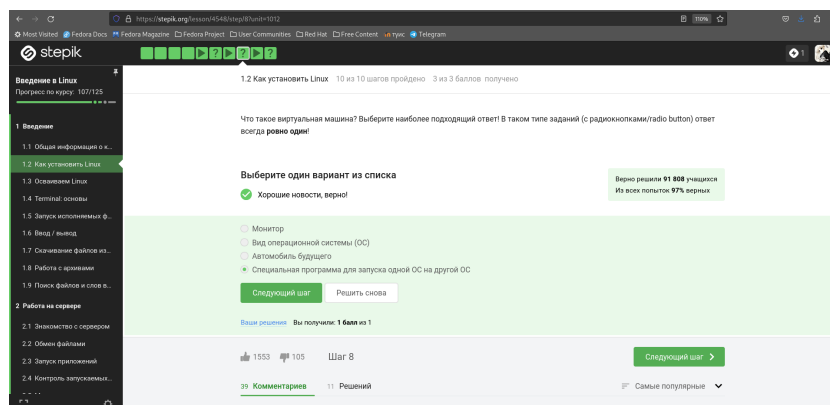 https://stepik.org/lesson/4548/step/8?unit=1012
110%
Most Visited Fedora Docs Fedora Magazine Fedora Project User Communities Red Hat Free Content Telegram
stepik
1
Введение в Linux
Прогресс по курсу: 107/125
1 Введение
1.1 Общая информация о к...
1.2 Как установить Linux
1.3 Осваиваем Linux
1.4 Terminal: основы
1.5 Запуск исполняемых ф...
1.6 Ввод / вывод
1.7 Скачивание файлов из...
1.8 Работа с архивами
1.9 Поиск файлов и слов в...
2 Работа на сервере
2.1 Знакомство с сервером
2.2 Обмен файлами
2.3 Запуск приложений
2.4 Контроль запускаемых...
1.2 Как установить Linux 10 из 10 шагов пройдено 3 из 3 баллов получено
Что такое виртуальная машина? Выберите наиболее подходящий ответ! В таком типе заданий (с радиокнопками/radio button) ответ
всегда ровно один!
Выберите один вариант из списка
Хорошие новости, верно!
Верно решили 91 808 учащихся
Из всех попыток 97% верных
Монитор
Вид операционной системы (ОС)
Автомобиль будущего
Специальная программа для запуска одной ОС на другой ОС
Следующий шаг Решить снова
Ваши решения Вы получили: 1 балл из 1
1553 105 Шаг 8 Следующий шаг
39 Комментариев 11 Решений Самые популярные